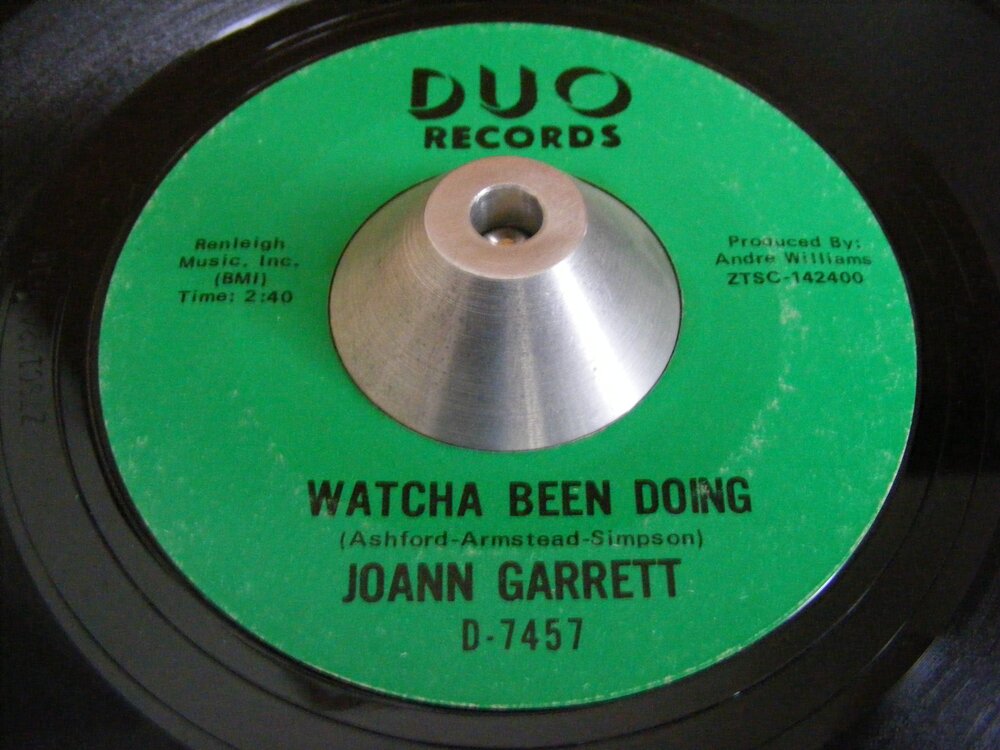 DUO
RECORDS
Renleigh
Music, Inc.
(BMI)
Time: 2:40
Produced By:
Andre Williams
ZTSC-142400
WATCHA BEEN DOING
(Ashford-Armstead-Simpson)
JOANN GARRETT
D-7457